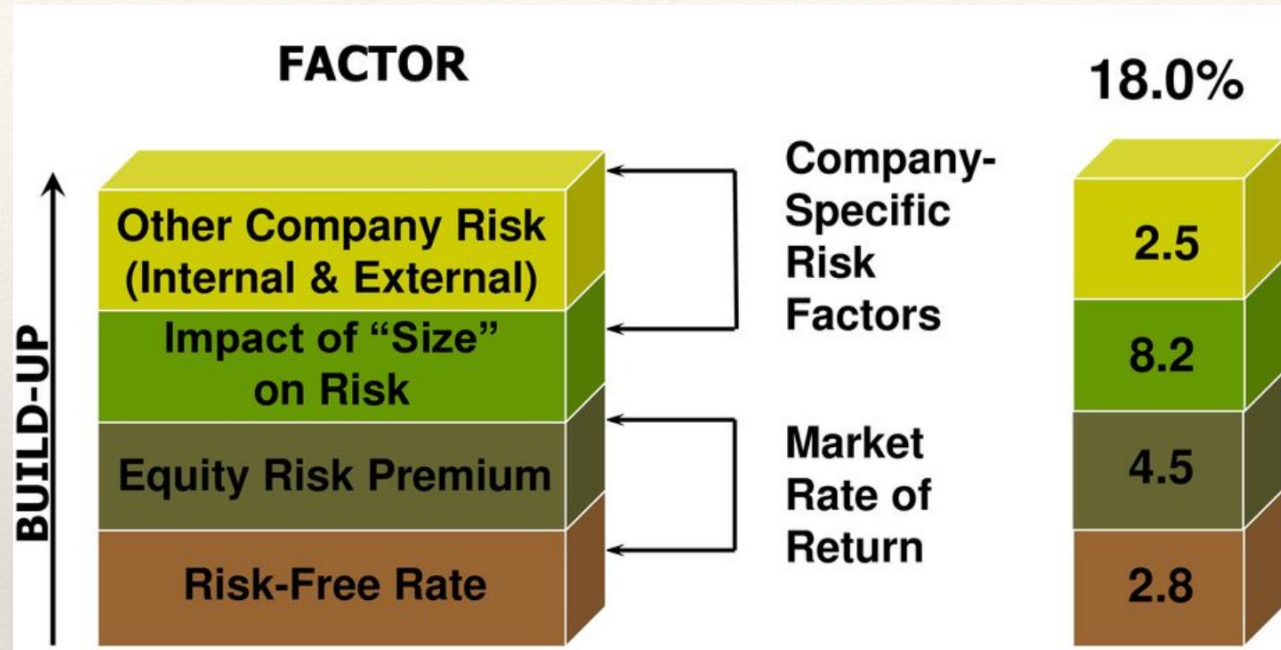 FACTOR
18.0%
BUILD-UP
Other Company Risk
(Internal & External)
Impact of “Size”
on Risk
Equity Risk Premium
Risk-Free Rate
Company-
Specific
Risk
Factors
Market
Rate of
Return
2.5
8.2
4.5
2.8